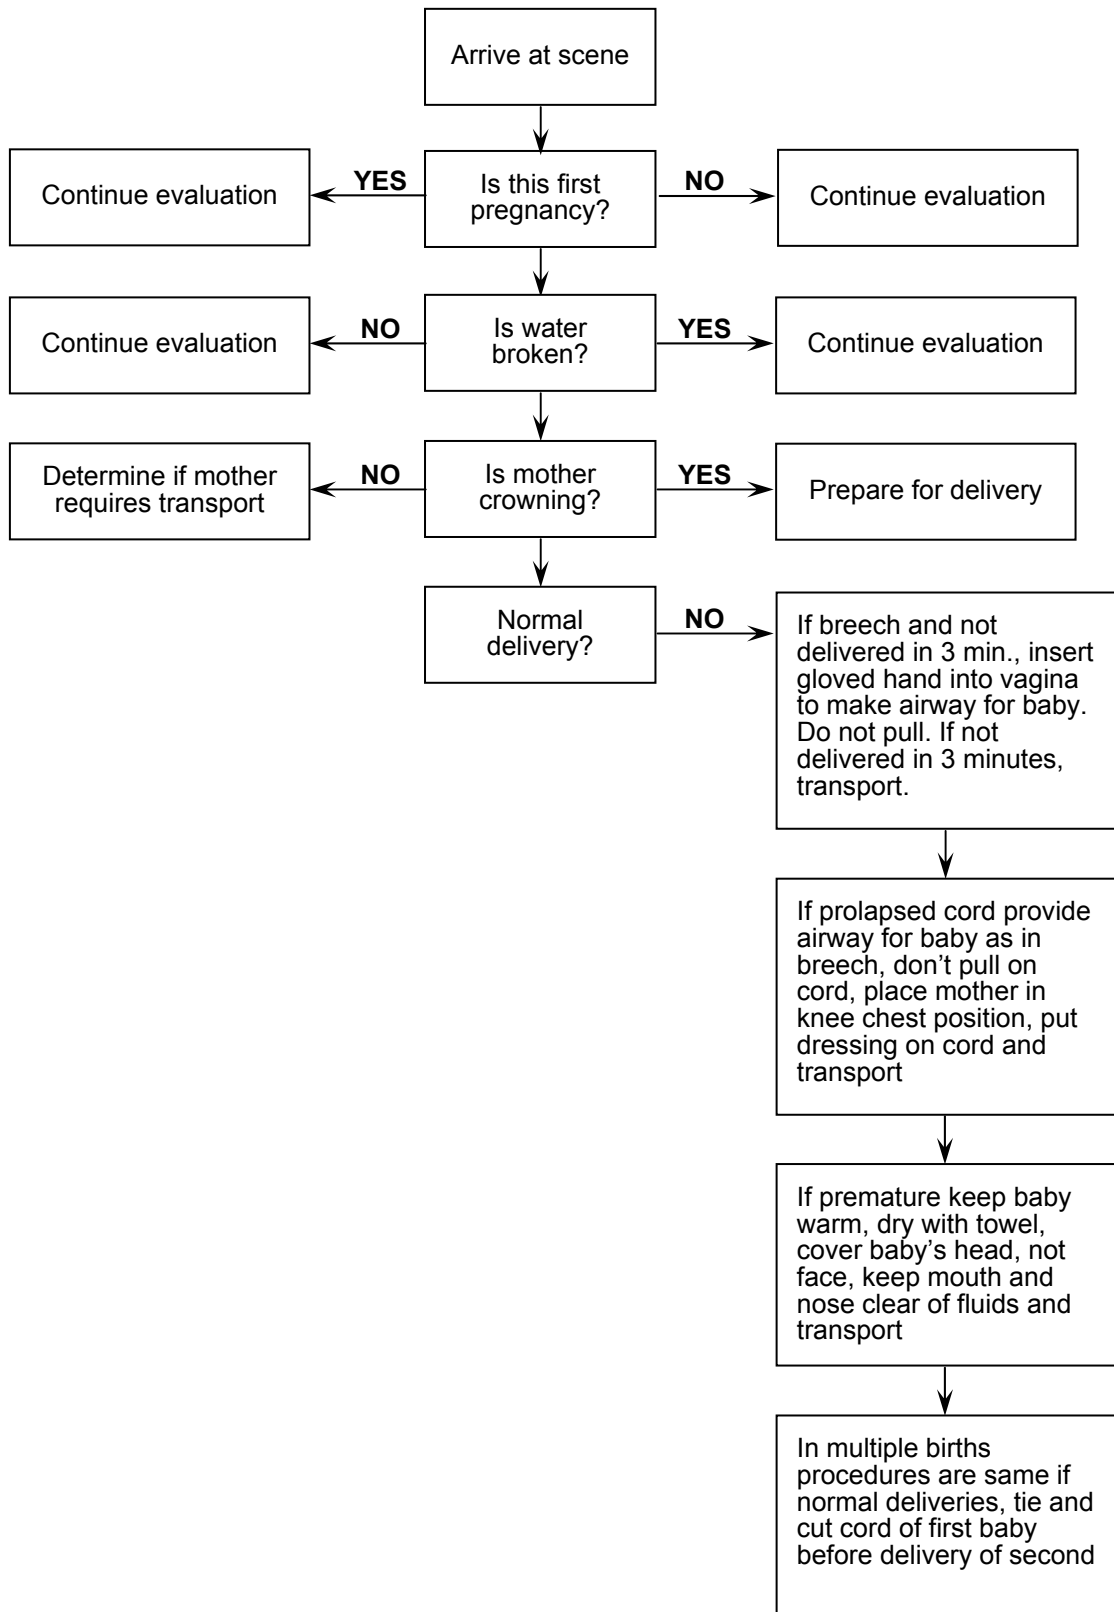 Arrive at scene
Continue evaluation
YES
Is this first
pregnancy?
NO
Continue evaluation
Continue evaluation
NO
Is water
broken?
YES
Continue evaluation
Determine if mother
requires transport
NO
Is mother
crowning?
YES
Prepare for delivery
Normal
delivery?
NO
If breech and not
delivered in 3 min., insert
gloved hand into vagina
to make airway for baby.
Do not pull. If not
delivered in 3 minutes,
transport.
If prolapsed cord provide
airway for baby as in
breech, don’t pull on
cord, place mother in
knee chest position, put
dressing on cord and
transport
If premature keep baby
warm, dry with towel,
cover baby’s head, not
face, keep mouth and
nose clear of fluids and
transport
In multiple births
procedures are same if
normal deliveries, tie and
cut cord of first baby
before delivery of second